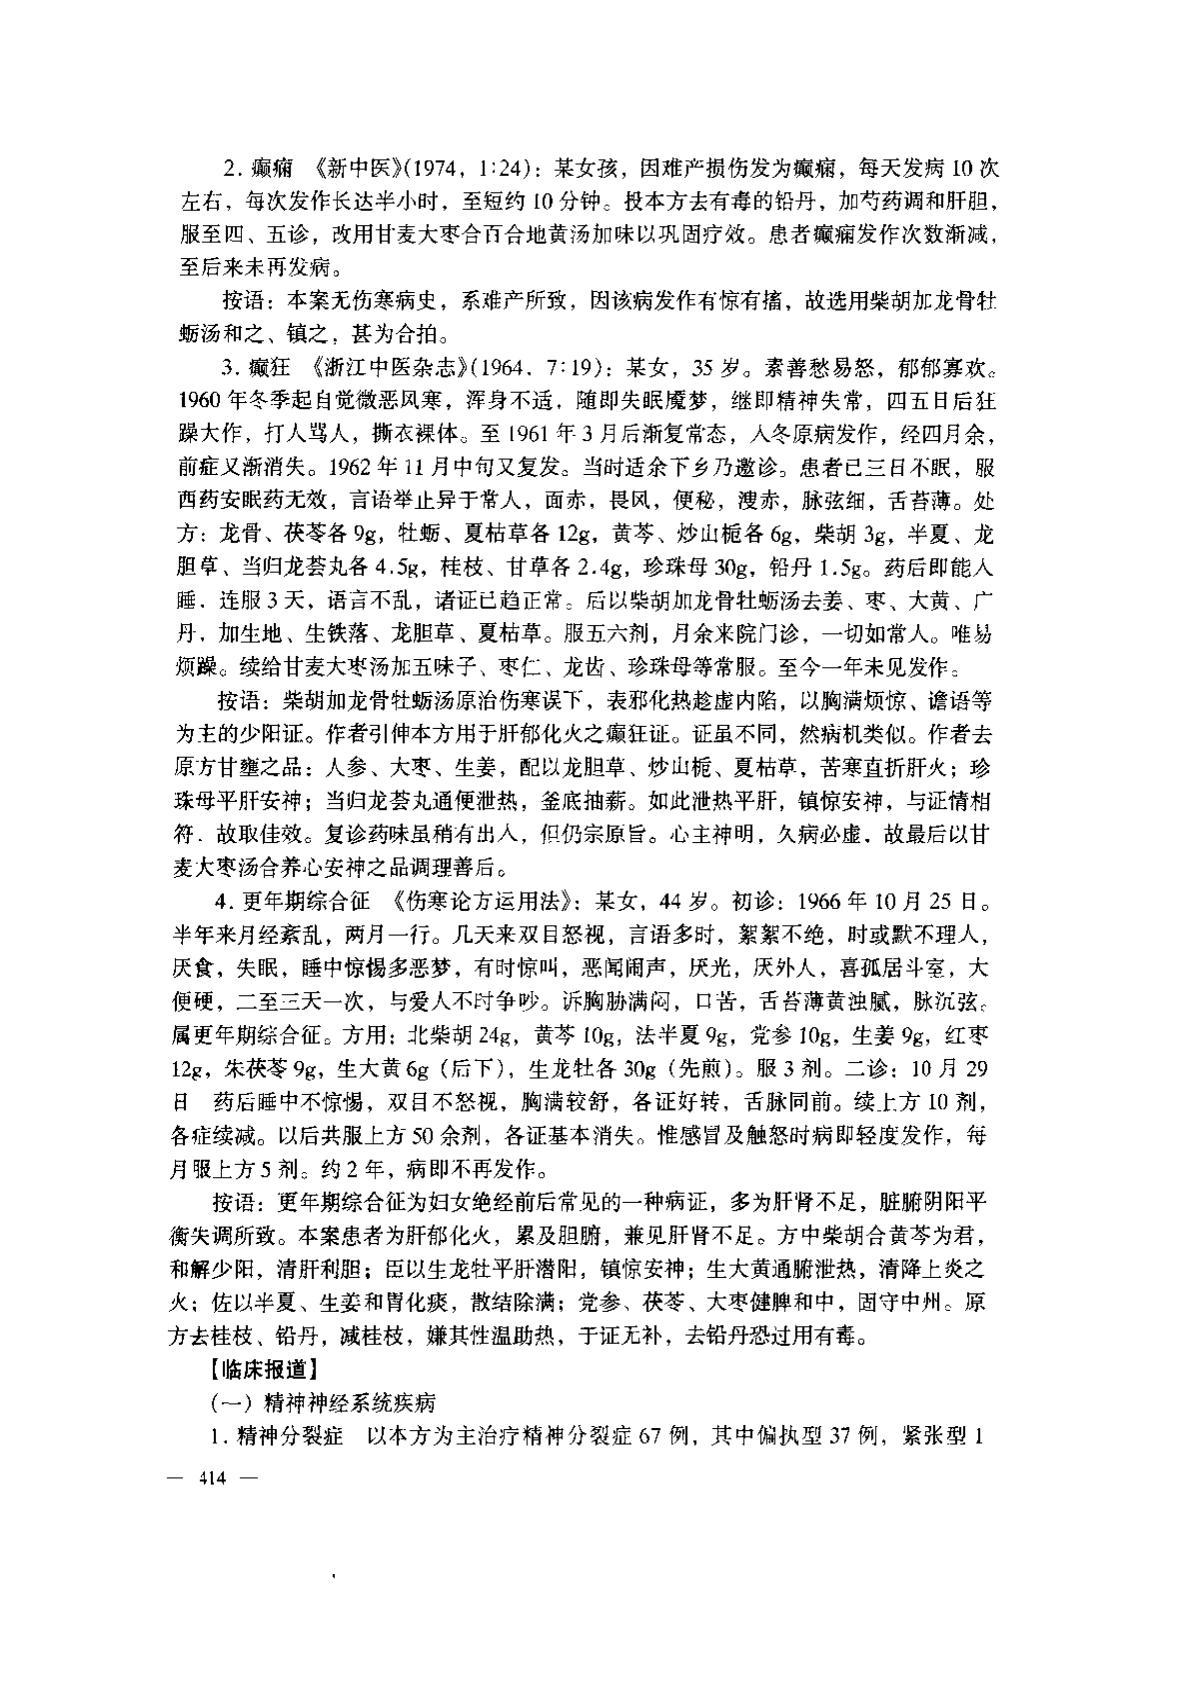 2. 癫痫 《新中医》(1974，1:24)：某女孩，因难产损伤发为癫痫，每天发病 10 次
左右，每次发作长达半小时，至短约 10 分钟。投本方去有毒的铅丹，加芍药调和肝胆，
服至四、五诊，改用甘麦大枣合百合地黄汤加味以巩固疗效。患者癫痫发作次数渐减，
至后来未再发病。
按语：本案无伤寒病史，系难产所致，因该病发作有惊有搐，故选用柴胡加龙骨牡
蛎汤和之、镇之，甚为合拍。
3. 癫狂 《浙江中医杂志》(1964，7:19)：某女，35 岁。素善愁易怒，郁郁寡欢。
1960 年冬季起自觉微恶风寒，浑身不适，随即失眠魇梦，继即精神失常，四五日后狂
躁大作，打人骂人，撕衣裸体。至 1961 年 3 月后渐复常态，入冬原病发作，经四月余，
前症又渐消失。1962 年 11 月中旬又复发。当时适余下乡乃邀诊。患者已三日不眠，服
西药安眠药无效，言语举止异于常人，面赤，畏风，便秘，溲赤，脉弦细，舌苔薄。处
方：龙骨、茯苓各 9g，牡蛎、夏枯草各 12g，黄芩、炒山栀各 6g，柴胡 3g，半夏、龙
胆草、当归龙荟丸各 4.5g，桂枝、甘草各 2.4g，珍珠母 30g，铅丹 1.5g。药后即能入
睡，连服 3 天，语言不乱，诸证已趋正常。后以柴胡加龙骨牡蛎汤去姜、枣、大黄、广
丹，加生地、生铁落、龙胆草、夏枯草。服五六剂，月余来院门诊，一切如常人。唯易
烦躁。续给甘麦大枣汤加五味子、枣仁、龙齿、珍珠母等常服。至今一年未见发作。
按语：柴胡加龙骨牡蛎汤原治伤寒误下，表邪化热趁虚内陷，以胸满烦惊、谵语等
为主的少阳证。作者引伸本方用于肝郁化火之癫狂证。证虽不同，然病机类似。作者去
原方甘壅之品：人参、大枣、生姜，配以龙胆草、炒山栀、夏枯草，苦寒直折肝火；珍
珠母平肝安神；当归龙荟丸通便泄热，釜底抽薪。如此泄热平肝，镇惊安神，与证情相
符，故取佳效。复诊药味虽稍有出入，但仍宗原旨。心主神明，久病必虚，故最后以甘
麦大枣汤合养心安神之品调理善后。
4. 更年期综合征 《伤寒论方运用法》：某女，44 岁。初诊：1966 年 10 月 25 日。
半年来月经紊乱，两月一行。几天来双目怒视，言语多时，絮絮不绝，时或默不理人，
厌食，失眠，睡中惊惕多恶梦，有时惊叫，恶闻闹声，厌光，厌外人，喜孤居斗室，大
便硬，二至三天一次，与爱人不时争吵。诉胸胁满闷，口苦，舌苔薄黄浊腻，脉沉弦。
属更年期综合征。方用：北柴胡 24g，黄芩 10g，法半夏 9g，党参 10g，生姜 9g，红枣
12g，朱茯苓 9g，生大黄 6g（后下），生龙牡各 30g（先煎）。服 3 剂。二诊：10 月 29
日 药后睡中不惊惕，双目不怒视，胸满较舒，各证好转，舌脉同前。续上方 10 剂，
各症续减。以后共服上方 50 余剂，各证基本消失。惟感冒及触怒时病即轻度发作，每
月服上方 5 剂。约 2 年，病即不再发作。
按语：更年期综合征为妇女绝经前后常见的一种病证，多为肝肾不足，脏腑阴阳平
衡失调所致。本案患者为肝郁化火，累及胆腑，兼见肝肾不足。方中柴胡合黄芩为君，
和解少阳，清肝利胆；臣以生龙牡平肝潜阳，镇惊安神；生大黄通腑泄热，清降上炎之
火；佐以半夏、生姜和胃化痰，散结除满；党参、茯苓、大枣健脾和中，固守中州。原
方去桂枝、铅丹，减桂枝，嫌其性温助热，于证无补，去铅丹恐过用有毒。
【临床报道】
(一) 精神神经系统疾病
1. 精神分裂症 以本方为主治疗精神分裂症 67 例，其中偏执型 37 例，紧张型 1
— 414 —